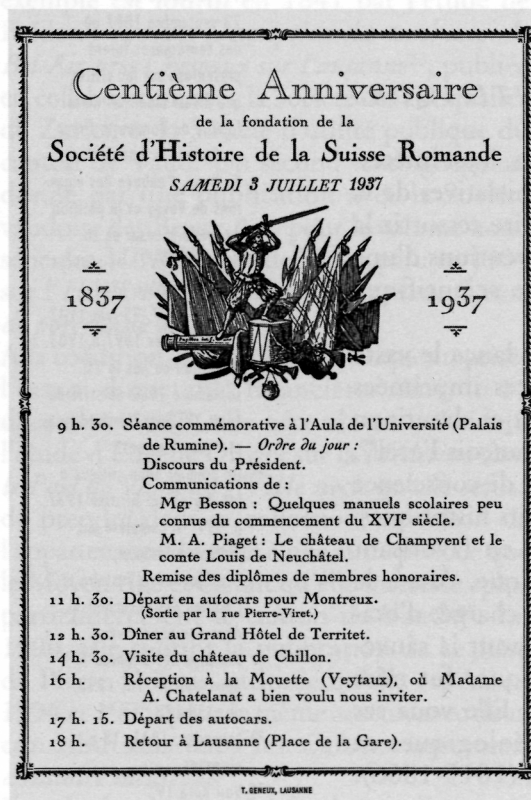 Centième Anniversaire
de la fondation de la
Société d'Histoire de la Suisse Romande
SAMEDI 3 JUILLET 1937
1837
1937
9 h. 30. Séance commémorative à l'Aula de l'Université (Palais
de Rumine). — Ordre du jour :
Discours du Président.
Communications de :
Mgr Besson : Quelques manuels scolaires peu
connus du commencement du XVIe siècle.
M. A. Piaget : Le château de Champvent et le
comte Louis de Neuchâtel.
Remise des diplômes de membres honoraires.
11 h. 30. Départ en autocars pour Montreux.
(Sortie par la rue Pierre-Viret.)
12 h. 30. Dîner au Grand Hôtel de Territet.
14 h. 30. Visite du château de Chillon.
16 h. Réception à la Mouette (Veytaux), où Madame
A. Chatelanat a bien voulu nous inviter.
17 h. 15. Départ des autocars.
18 h. Retour à Lausanne (Place de la Gare).
T. GENEUX, LAUSANNE